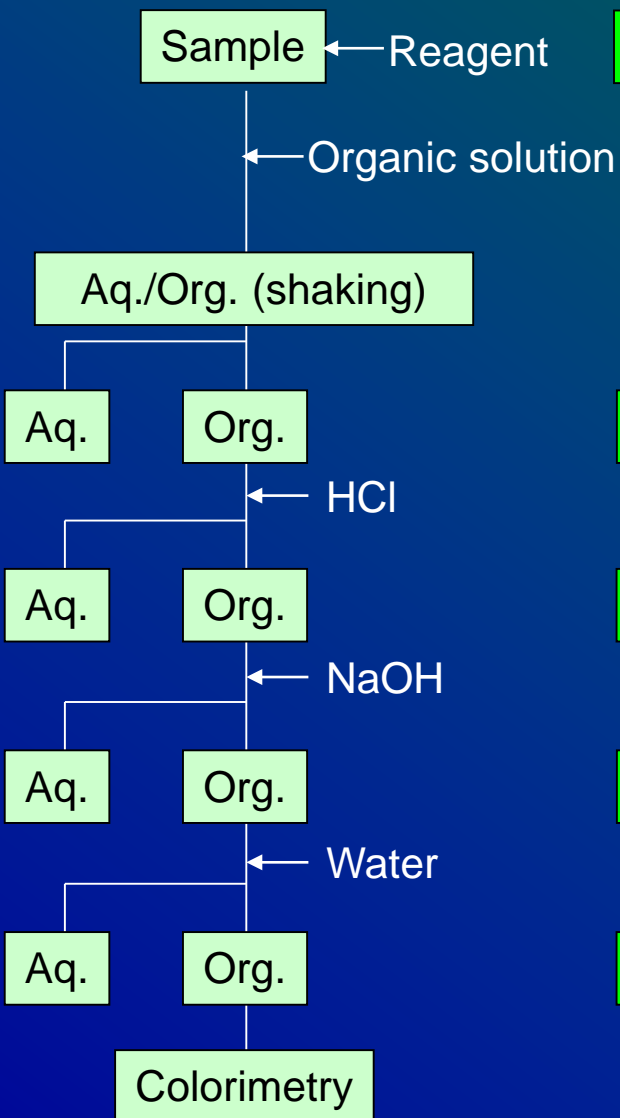 Sample
Reagent
Organic solution
Aq./Org. (shaking)
Aq.
Org.
HCl
Aq.
Org.
NaOH
Aq.
Org.
Water
Aq.
Org.
Colorimetry